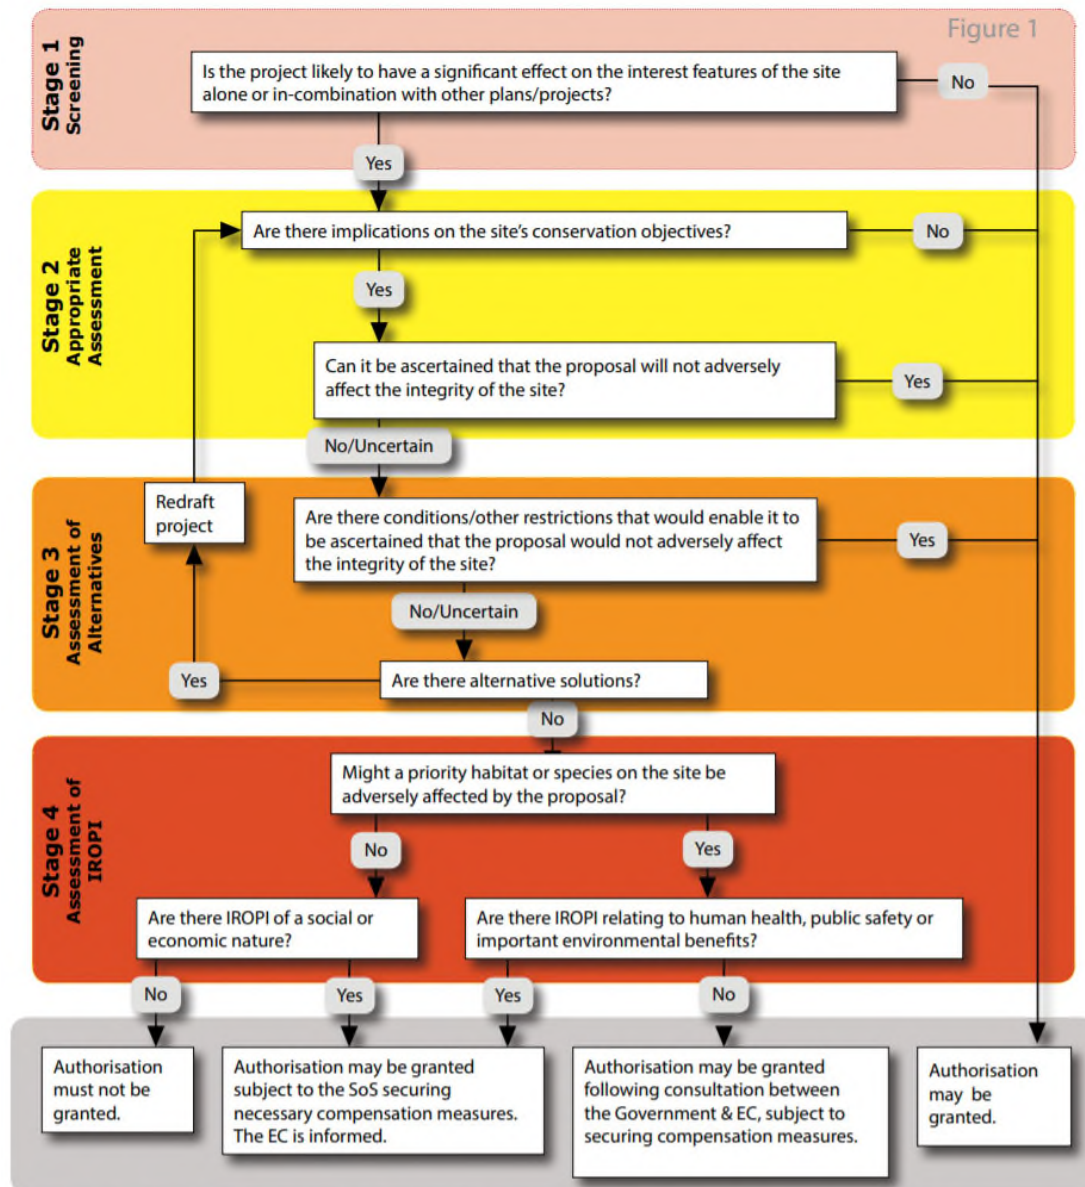 Figure 1
Stage 1
Screening
Is the project likely to have a significant effect on the interest features of the site
alone or in-combination with other plans/projects?
No
Yes
Stage 2
Appropriate
Assessment
Are there implications on the site's conservation objectives?
No
Yes
Can it be ascertained that the proposal will not adversely
affect the integrity of the site?
Yes
No/Uncertain
Stage 3
Assessment of
Alternatives
Redraft
project
Are there conditions/other restrictions that would enable it to
be ascertained that the proposal would not adversely affect
the integrity of the site?
Yes
No/Uncertain
Yes
Are there alternative solutions?
No
Stage 4
Assessment of
IROPI
Might a priority habitat or species on the site be
adversely affected by the proposal?
No
Yes
Are there IROPI of a social or
economic nature?
Are there IROPI relating to human health, public safety or
important environmental benefits?
No
Yes
Yes
No
Authorisation
must not be
granted.
Authorisation may be granted
subject to the SoS securing
necessary compensation measures.
The EC is informed.
Authorisation may be granted
following consultation between
the Government & EC, subject to
securing compensation measures.
Authorisation
may be
granted.